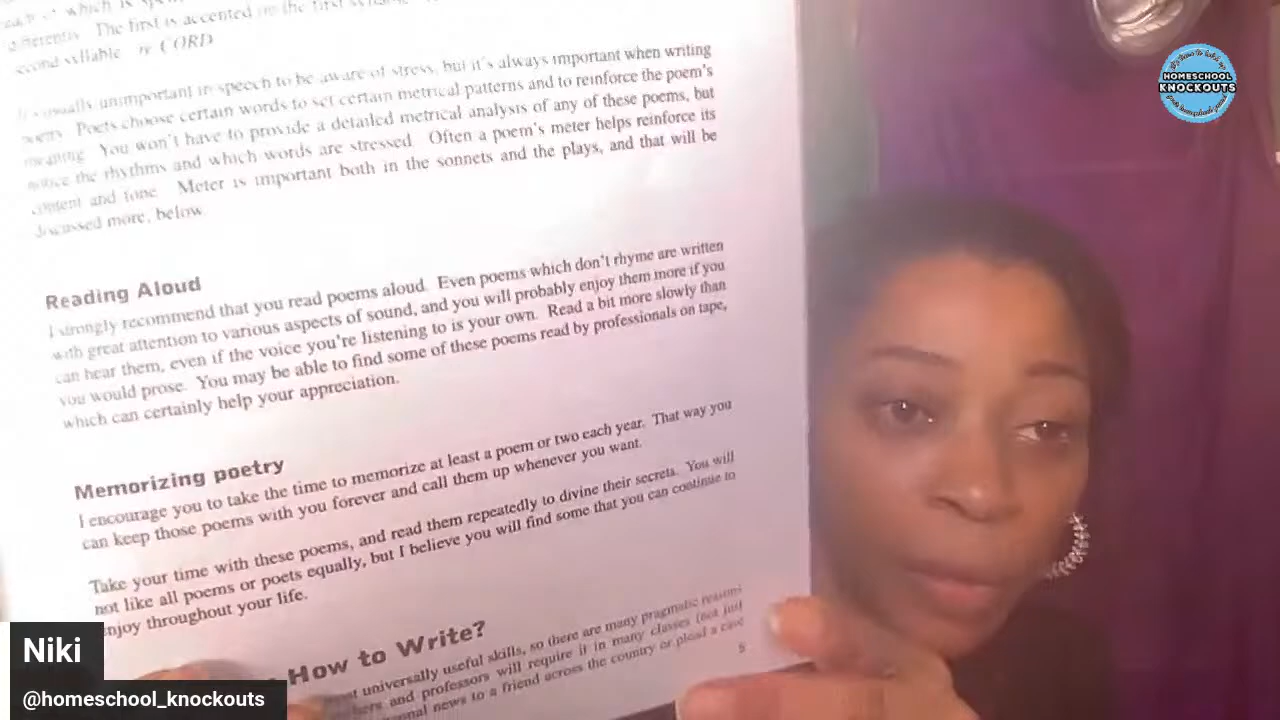 which is
The first is accented on the first
second syllable re CORD
HOMESCHOOL
KNOCKOUTS
usually unimportant in speech to be aware of stress, but it's always important when writing
poems. Poets choose certain words to set certain metrical patterns and to reinforce the poem's
meaning. You won't have to provide a detailed metrical analysis of any of these poems, but
notice the rhythms and which words are stressed. Often a poem's meter helps reinforce its
content and tone. Meter is important both in the sonnets and the plays, and that will be
discussed more, below.
Reading Aloud
I strongly recommend that you read poems aloud. Even poems which don't rhyme are written
with great attention to various aspects of sound, and you will probably enjoy them more if you
can hear them, even if the voice you're listening to is your own. Read a bit more slowly than
you would prose. You may be able to find some of these poems read by professionals on tape,
which can certainly help your appreciation.
Memorizing poetry
I encourage you to take the time to memorize at least a poem or two each year. That way you
can keep those poems with you forever and call them up whenever you want.
Take your time with these poems, and read them repeatedly to divine their secrets. You will
not like all poems or poets equally, but I believe you will find some that you can continue to
enjoy throughout your life.
How to Write?
universally useful skills, so there are many pragmatic reasons
and professors will require it in many classes (not just
news to a friend across the country or plead a case
5
Niki
@homeschool_knockouts